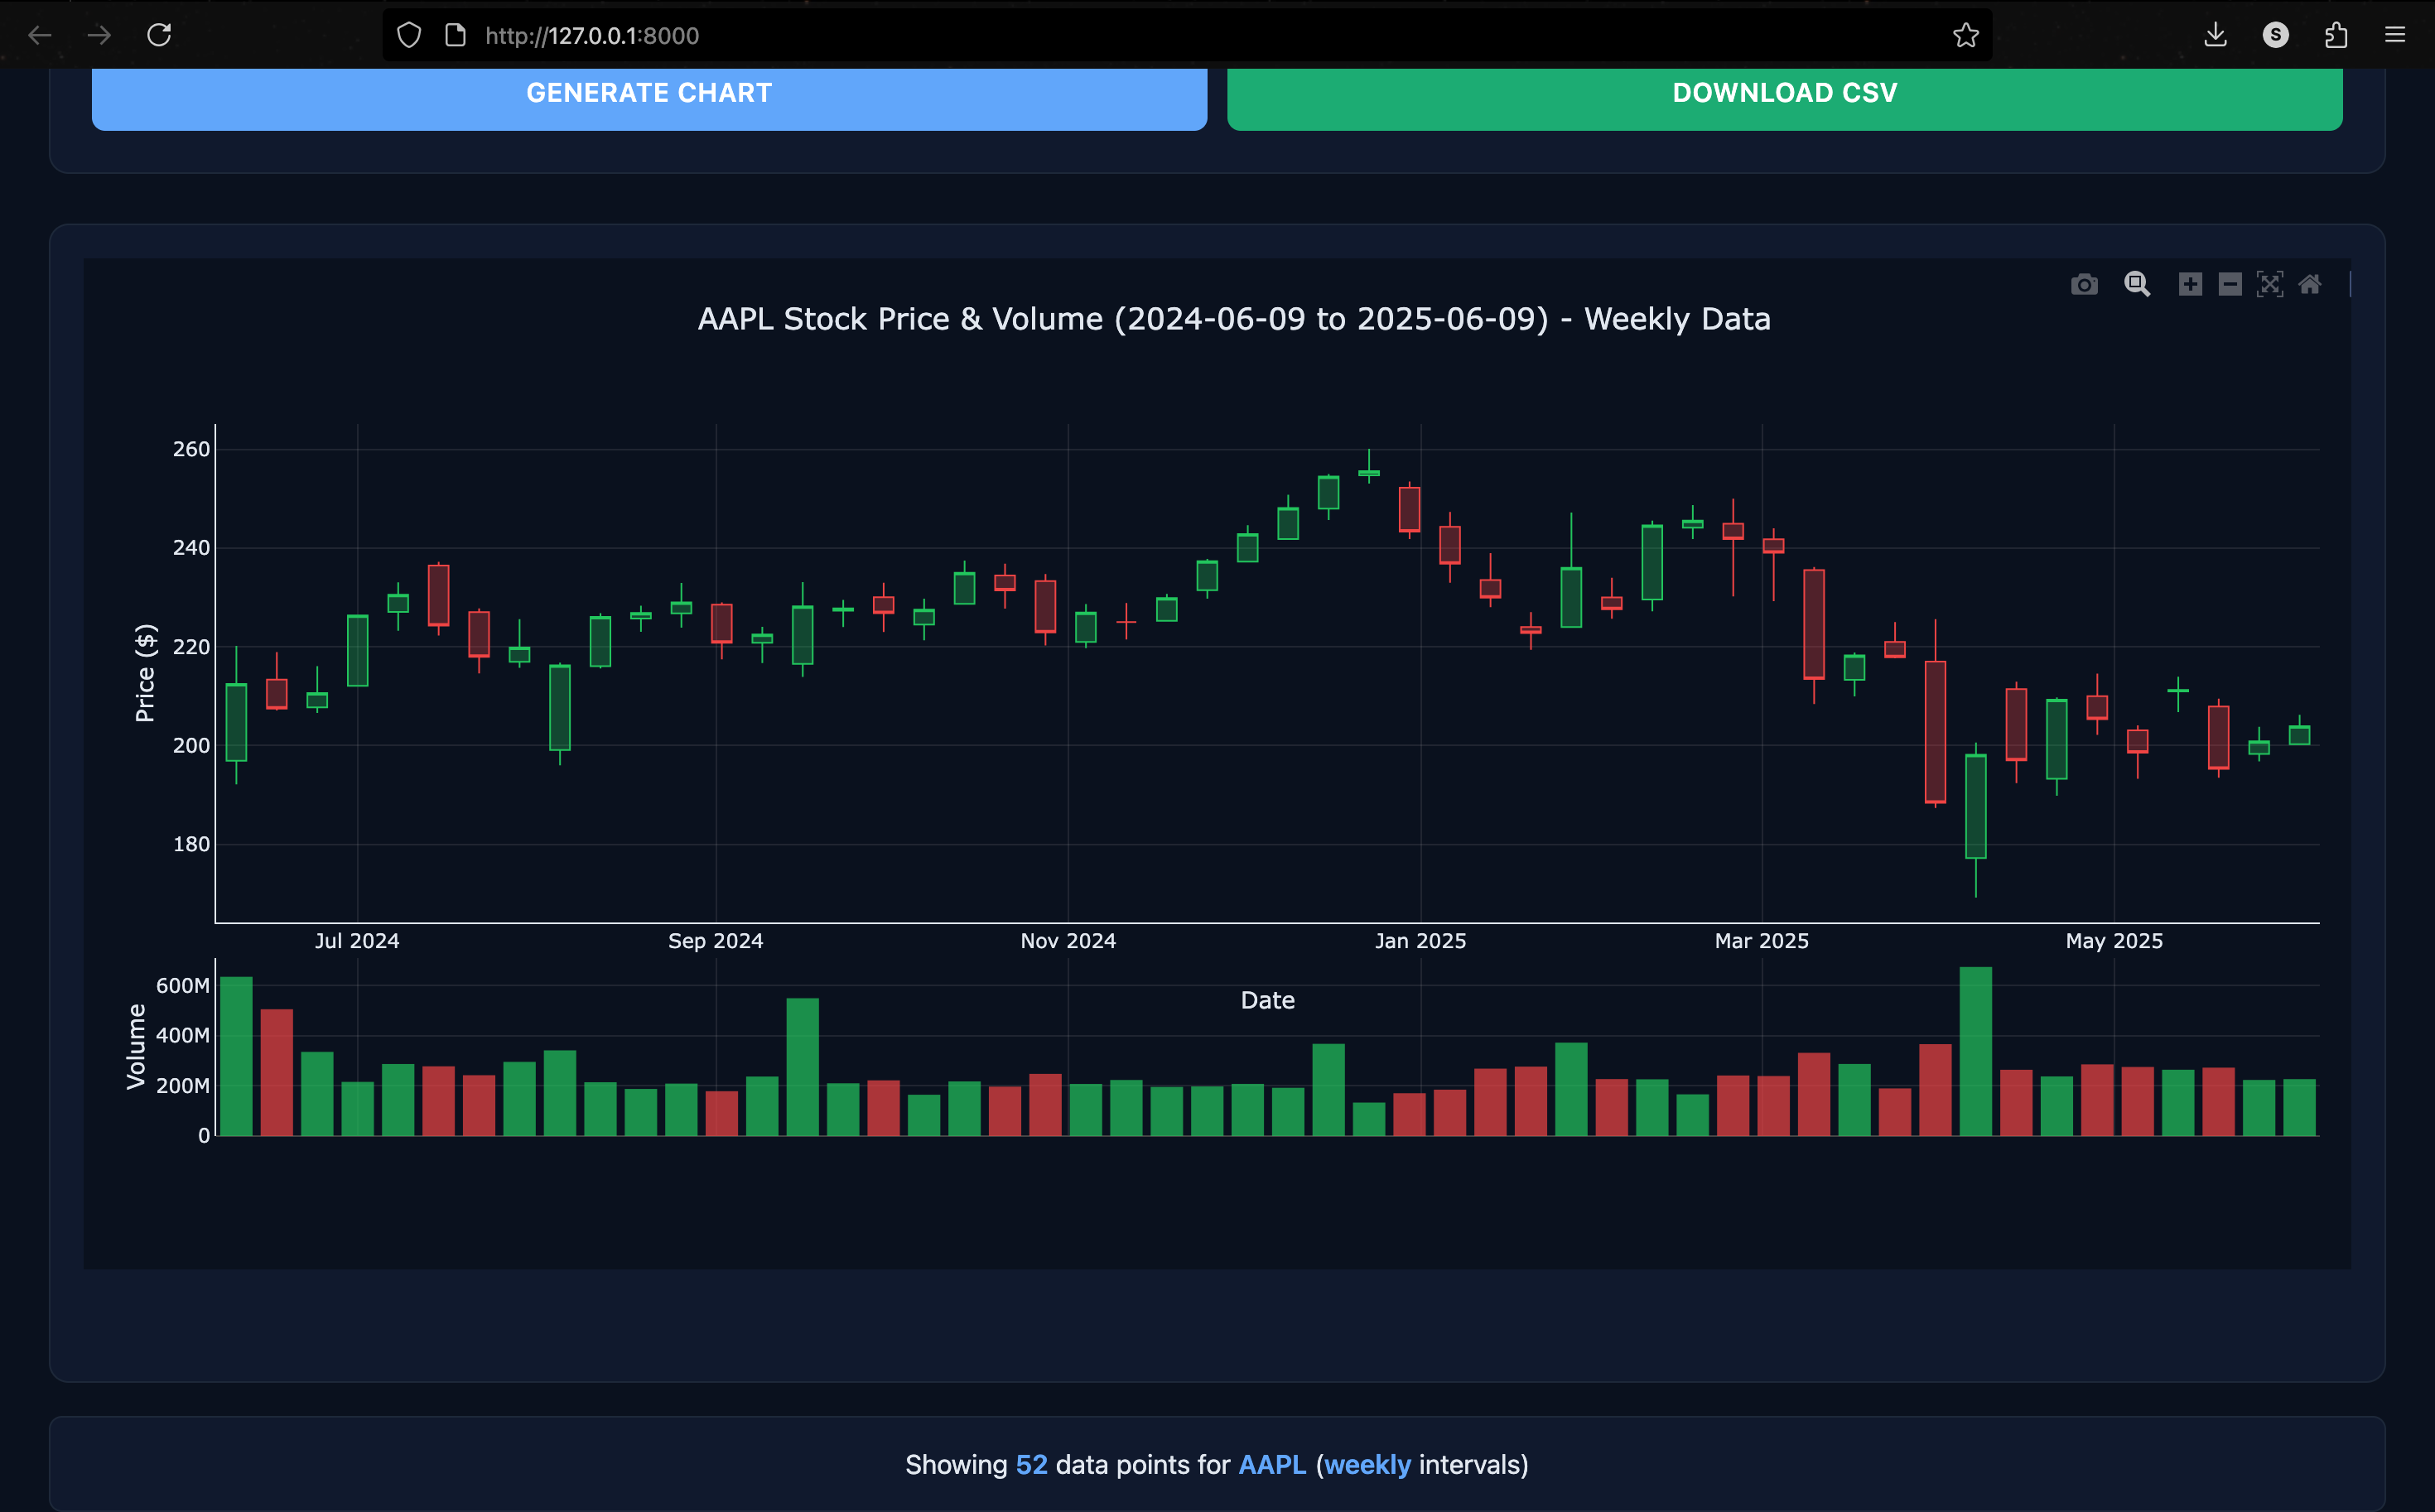 http://127.0.0.1:8000
S
GENERATE CHART
DOWNLOAD CSV
AAPL Stock Price & Volume (2024-06-09 to 2025-06-09) - Weekly Data
Price ($)
260
240
220
200
180
Jul 2024
Sep 2024
Nov 2024
Jan 2025
Mar 2025
May 2025
Date
Volume
600M
400M
200M
0
Showing 52 data points for AAPL (weekly intervals)